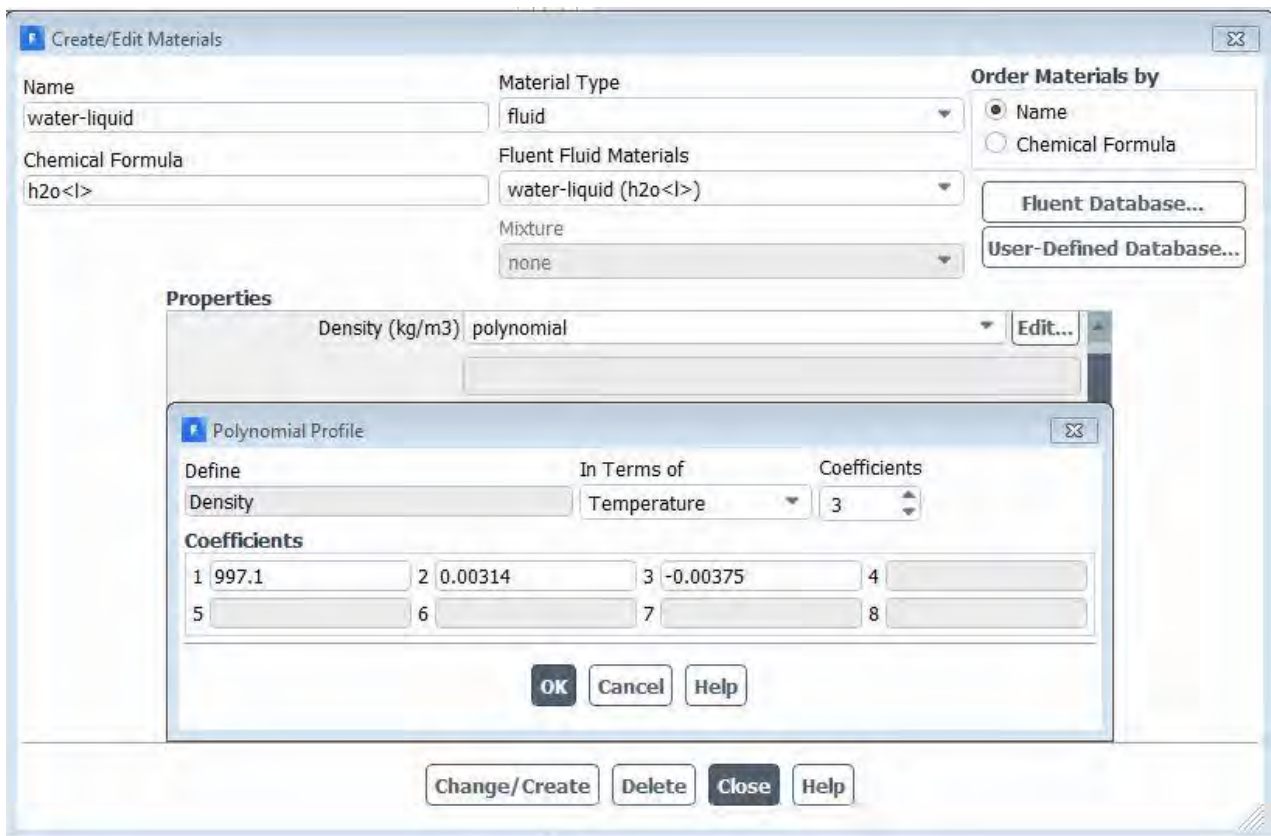 Create/Edit Materials
Name
water-liquid
Chemical Formula
h2o<l>
Material Type
fluid
Fluent Fluid Materials
water-liquid (h2o<l>)
Mixture
none
Order Materials by
Name
Chemical Formula
Fluent Database...
User-Defined Database...
Properties
Density (kg/m3) polynomial Edit...
Polynomial Profile
Define
Density
In Terms of
Temperature
Coefficients
3
Coefficients
1 997.1 2 0.00314 3 -0.00375 4
5 6 7 8
OK Cancel Help
Change/Create Delete Close Help